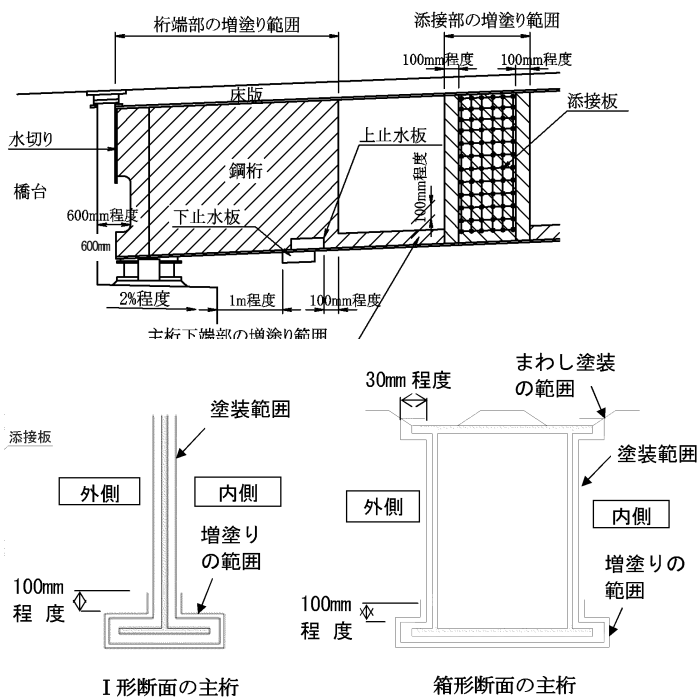 桁端部の増塗り範囲
添接部の増塗り範囲
100mm程度
100mm程度
床版
添接板
水切り
上止水板
鋼桁
100mm程度
橋台
600mm程度
下止水板
600mm
2%程度
1m程度
100mm程度
主桁下端部の増塗り範囲
添接板
塗装範囲
外側
内側
増塗り
の範囲
100mm
程 度
I形断面の主桁
30mm 程度
まわし塗装
の範囲
塗装範囲
外側
内側
増塗りの
範囲
100mm
程 度
箱形断面の主桁